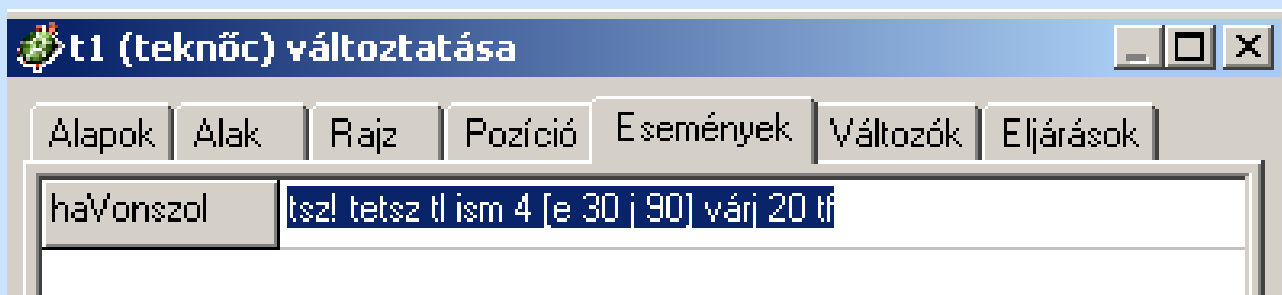 t1 (teknőc) változtatása
Alapok Alak Rajz Pozíció Események Változók Eljárások
haVonszol tsz! tetsz tl ism 4 [e 30 j 90] várj 20 tf